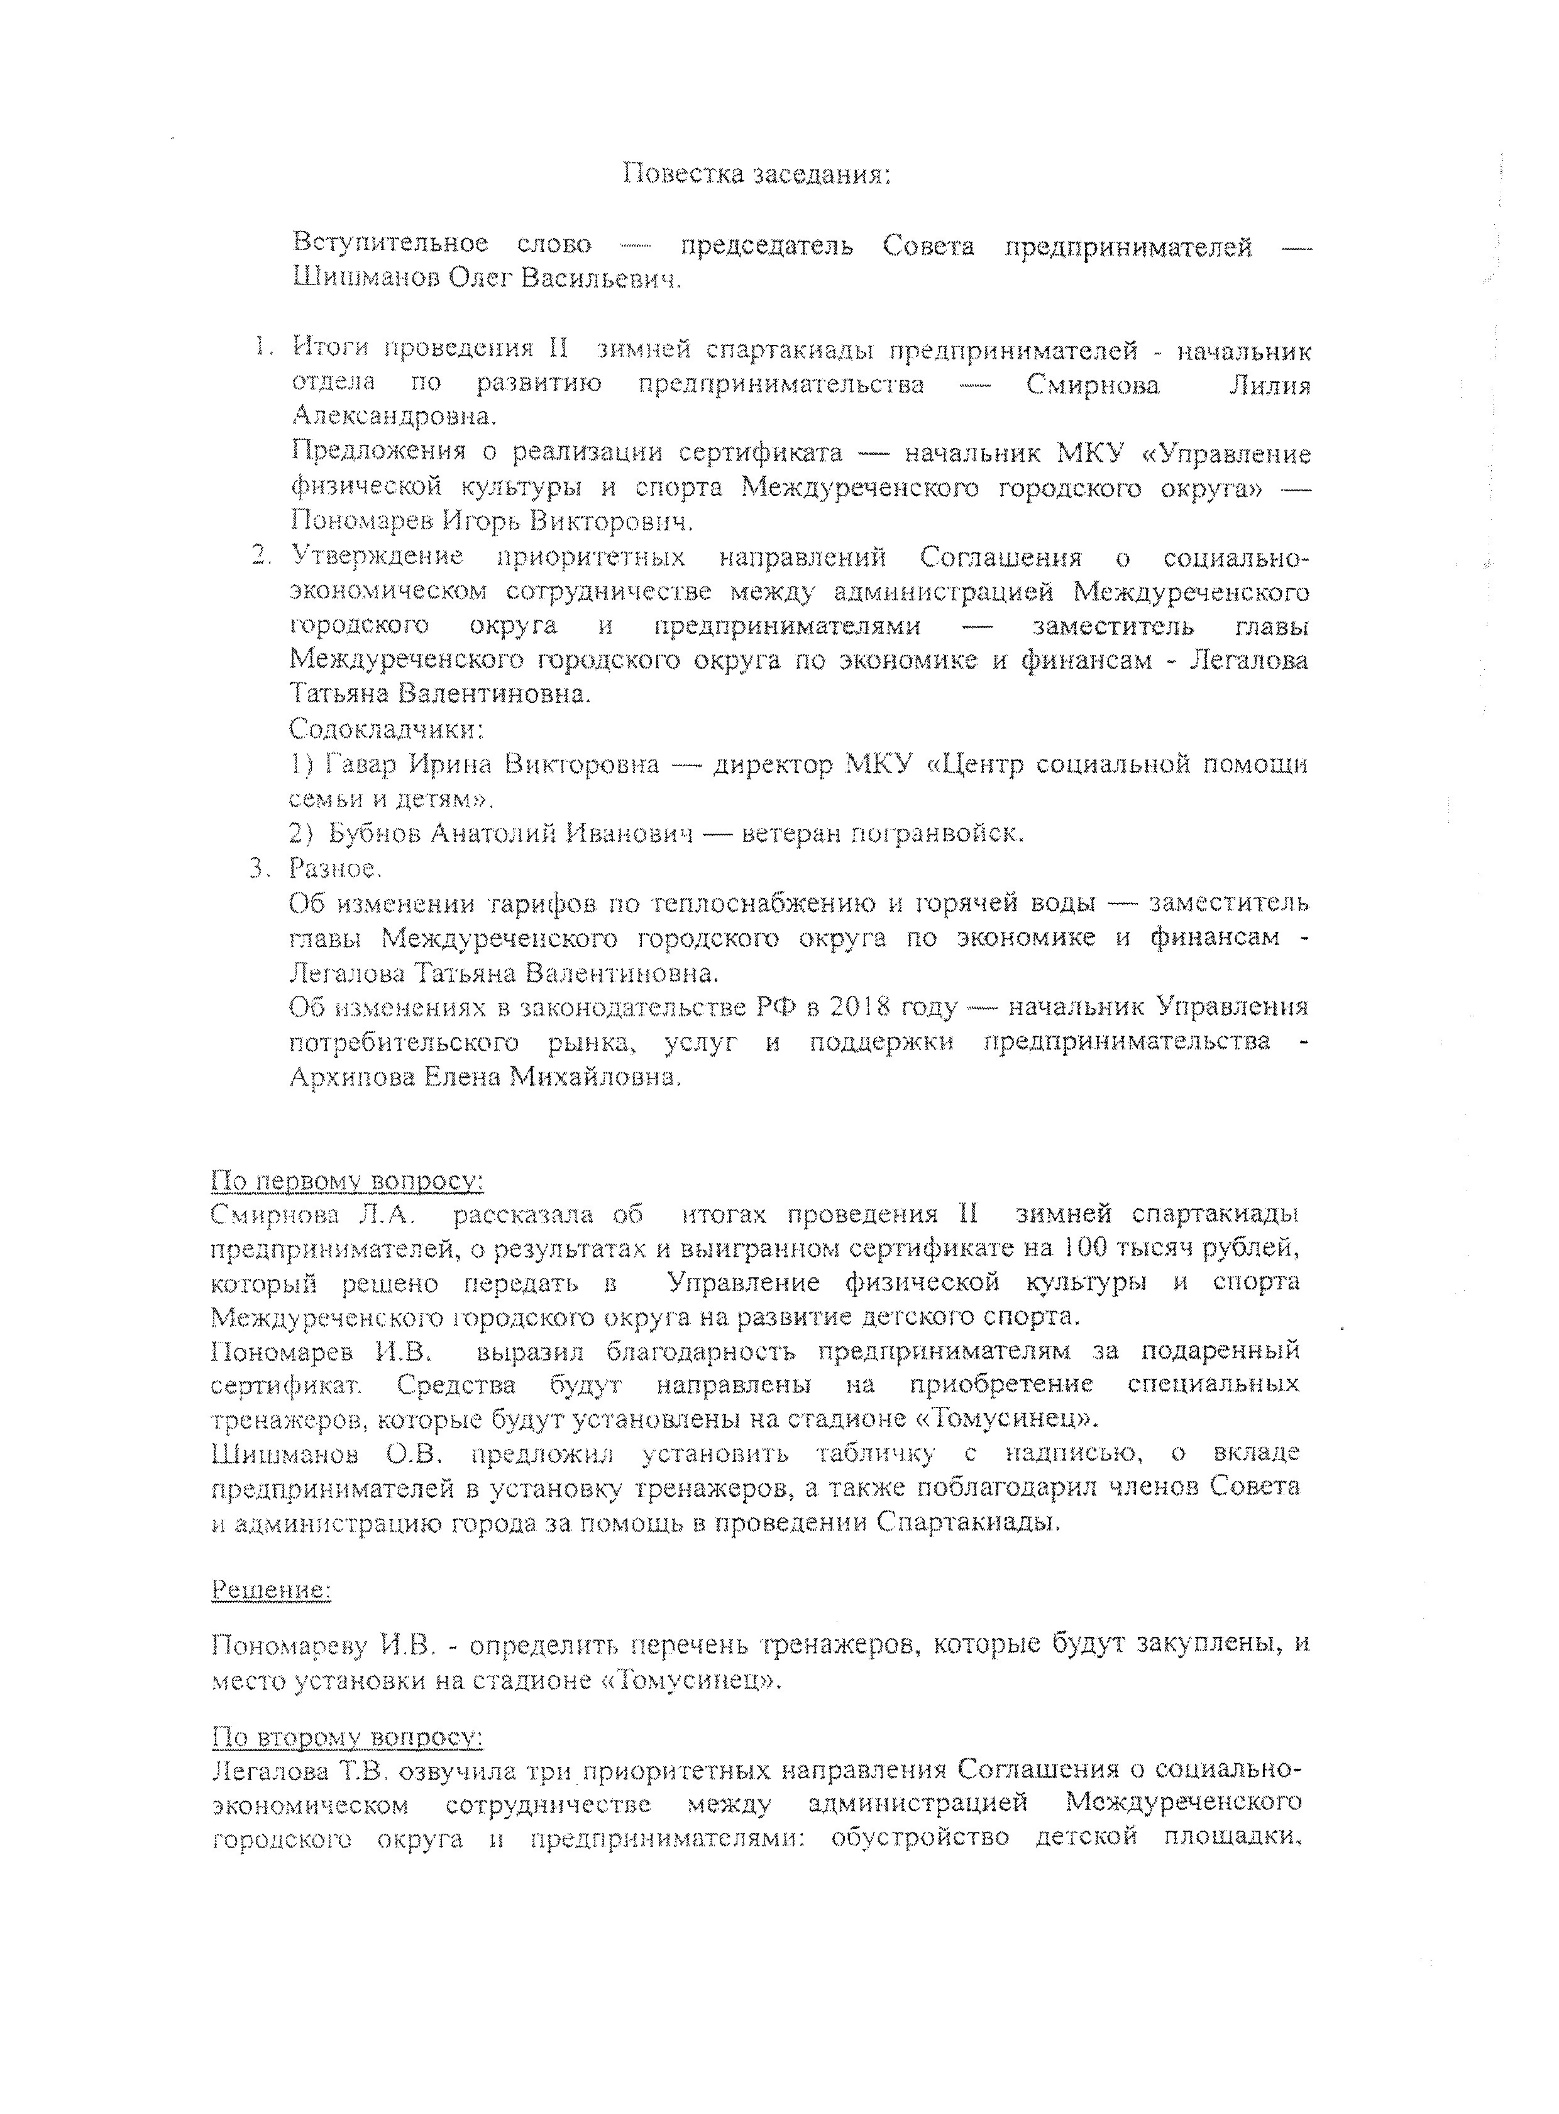 Повестка заседания:
Вступительное слово — председатель Совета предпринимателей —
Шишманов Олег Васильевич.
1. Итоги проведения II зимней спартакиады предпринимателей - начальник
отдела по развитию предпринимательства — Смирнова Лилия
Александровна.
Предложения о реализации сертификата — начальник МКУ «Управление
физической культуры и спорта Междуреченского городского округа» —
Пономарев Игорь Викторович.
2. Утверждение приоритетных направлений Соглашения о социально-
экономическом сотрудничестве между администрацией Междуреченского
городского округа и предпринимателями — заместитель главы
Междуреченского городского округа по экономике и финансам - Легалова
Татьяна Валентиновна.
Содокладчики:
1) Гавар Ирина Викторовна — директор МКУ «Центр социальной помощи
семьи и детям».
2) Бубнов Анатолий Иванович — ветеран погранвойск.
3. Разное.
Об изменении тарифов по теплоснабжению и горячей воды — заместитель
главы Междуреченского городского округа по экономике и финансам -
Легалова Татьяна Валентиновна.
Об изменениях в законодательстве РФ в 2018 году — начальник Управления
потребительского рынка, услуг и поддержки предпринимательства -
Архипова Елена Михайловна.
По первому вопросу:
Смирнова Л.А. рассказала об итогах проведения II зимней спартакиады
предпринимателей, о результатах и выигранном сертификате на 100 тысяч рублей,
который решено передать в Управление физической культуры и спорта
Междуреченского городского округа на развитие детского спорта.
Пономарев И.В. выразил благодарность предпринимателям за подаренный
сертификат. Средства будут направлены на приобретение специальных
тренажеров, которые будут установлены на стадионе «Томусинец».
Шишманов О.В. предложил установить табличку с надписью, о вкладе
предпринимателей в установку тренажеров, а также поблагодарил членов Совета
и администрацию города за помощь в проведении Спартакиады.
Решение:
Пономареву И.В. - определить перечень тренажеров, которые будут закуплены, и
место установки на стадионе «Томусинец».
По второму вопросу:
Легалова Т.В. озвучила три приоритетных направления Соглашения о социально-
экономическом сотрудничестве между администрацией Междуреченского
городского округа и предпринимателями: обустройство детской площадки,